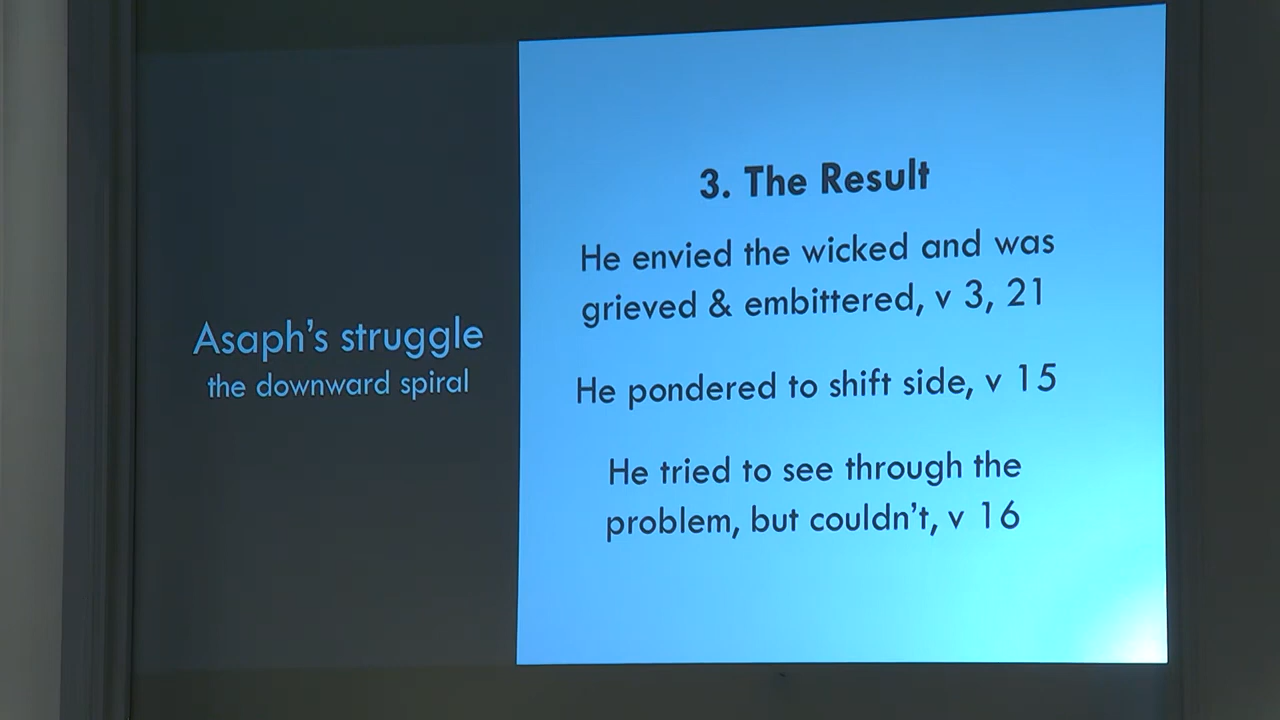 Asaph's struggle
the downward spiral
3. The Result
He envied the wicked and was
grieved & embittered, v 3, 21
He pondered to shift side, v 15
He tried to see through the
problem, but couldn't, v 16